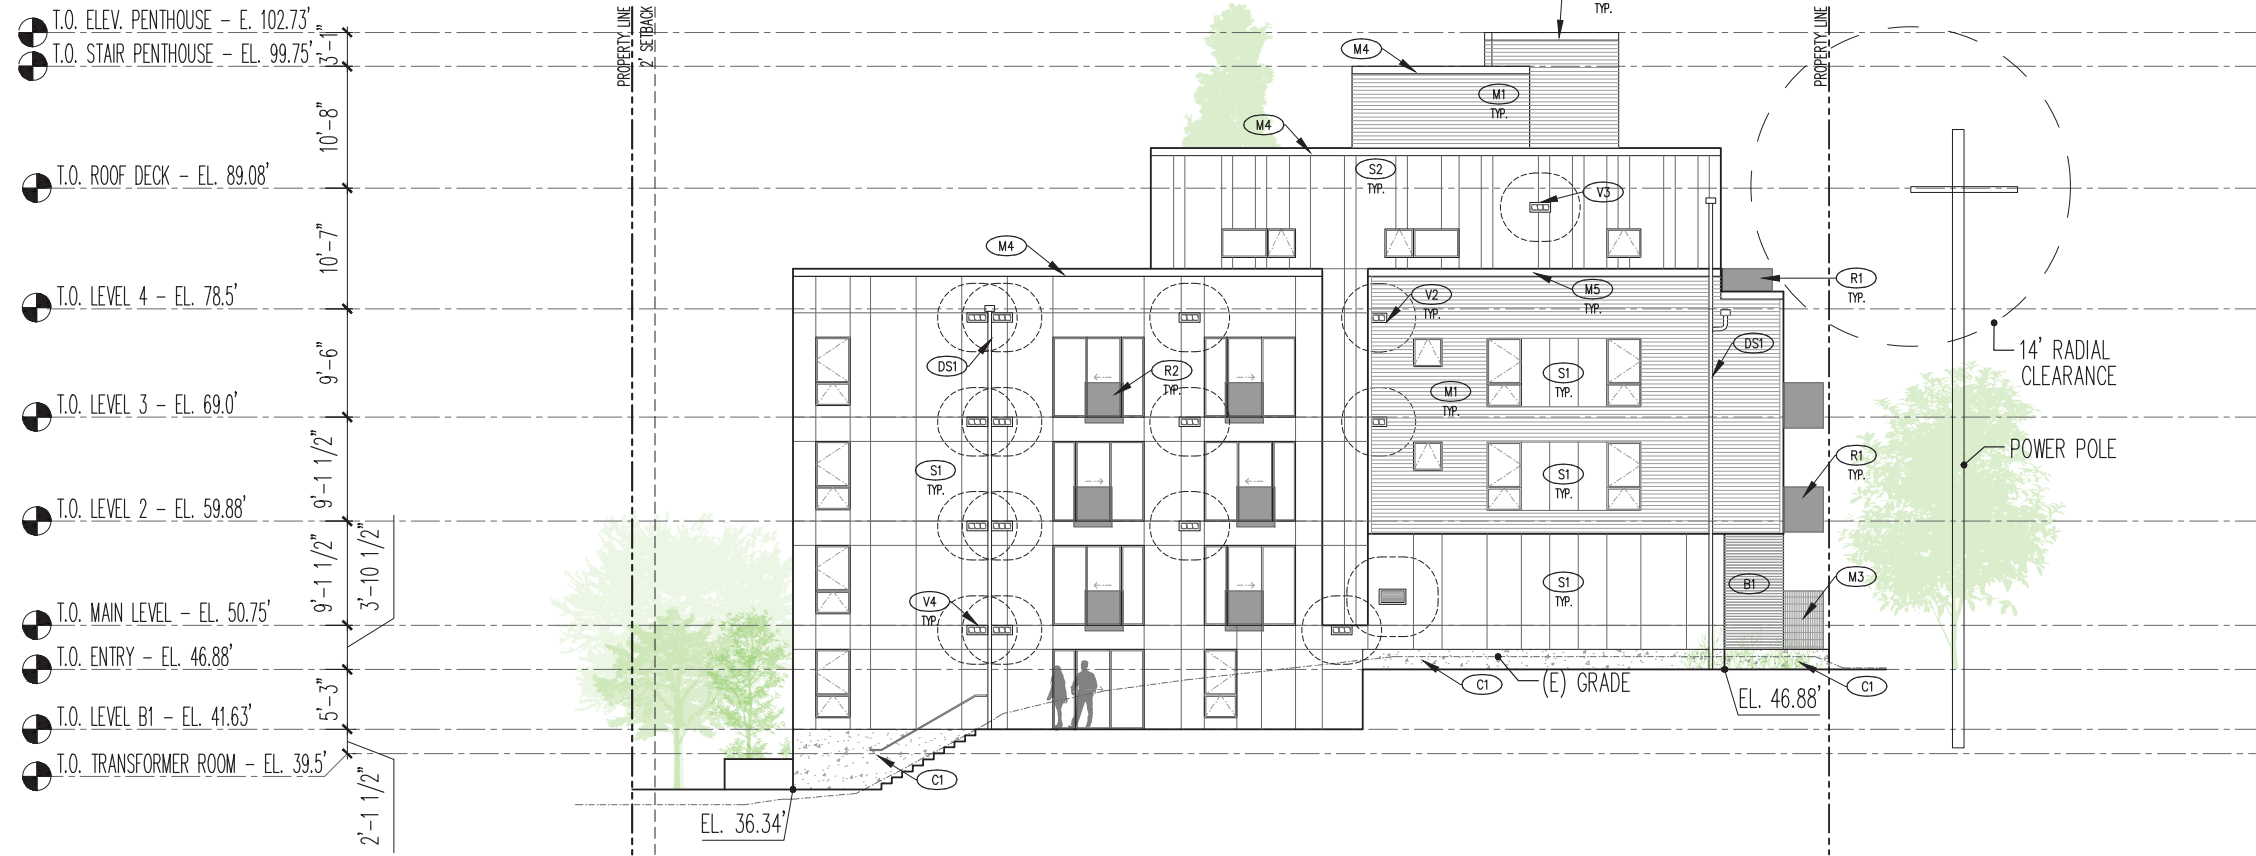 T.O. ELEV. PENTHOUSE – E. 102.73'
T.O. STAIR PENTHOUSE – EL. 99.75'
3'-1"
10'-8"
T.O. ROOF DECK – EL. 89.08'
10'-7"
T.O. LEVEL 4 – EL. 78.5'
9'-6"
T.O. LEVEL 3 – EL. 69.0'
9'-1 1/2"
T.O. LEVEL 2 – EL. 59.88'
9'-1 1/2"
3'-10 1/2"
T.O. MAIN LEVEL – EL. 50.75'
T.O. ENTRY – EL. 46.88'
5'-3"
T.O. LEVEL B1 – EL. 41.63'
T.O. TRANSFORMER ROOM – EL. 39.5'
2'-1 1/2"
PROPERTY LINE
2' SETBACK
TYP.
PROPERTY LINE
M4
M1
TYP.
M4
S2
TYP.
V3
M4
R1
TYP.
M5
TYP.
V2
TYP.
DS1
DS1
14' RADIAL
CLEARANCE
R2
TYP.
S1
TYP.
M1
TYP.
POWER POLE
R1
TYP.
S1
TYP.
S1
TYP.
S1
TYP.
B1
M3
V4
TYP.
C1
(E) GRADE
C1
EL. 46.88'
C1
EL. 36.34'